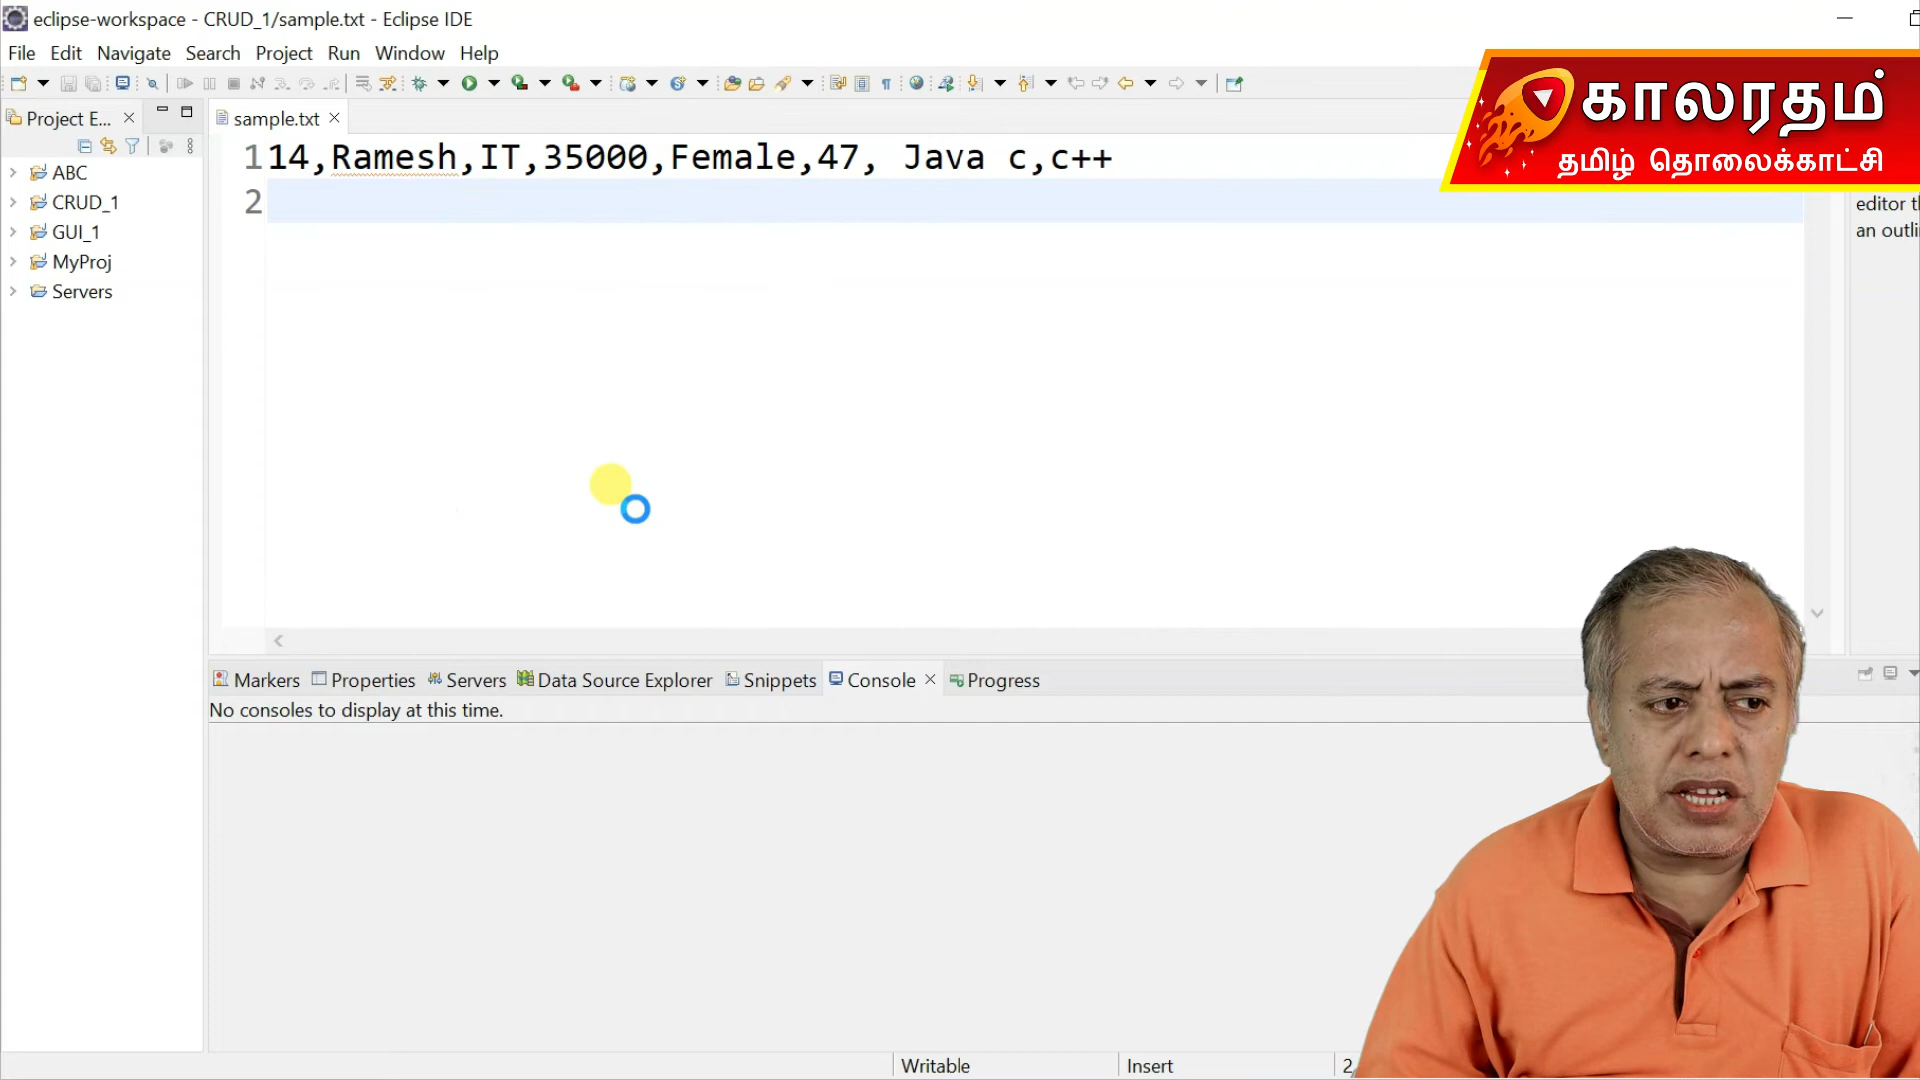 eclipse-workspace - CRUD_1/sample.txt - Eclipse IDE
File Edit Navigate Search Project Run Window Help
காலரதம்
தமிழ் தொலைக்காட்சி
Project E...
sample.txt
1 14,Ramesh,IT,35000,Female,47, Java c,c++
2
ABC
CRUD_1
GUI_1
MyProj
Servers
editor
an
Markers Properties Servers Data Source Explorer Snippets Console Progress
No consoles to display at this time.
Writable Insert 2